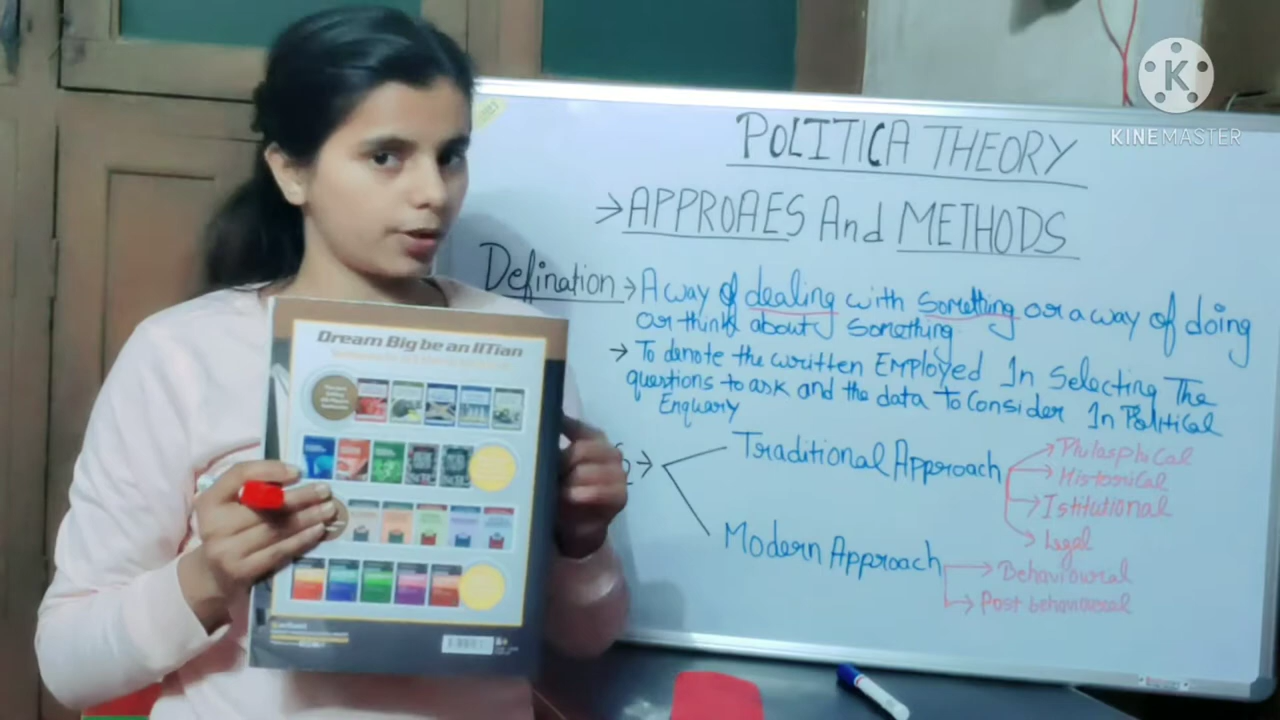 KINEMASTER
POLITICA THEORY
→ APPROAES And METHODS
Defination → A way of dealing with something or a way of doing
or think about something
→ To denote the written EMPLOYED In Selecting The
questions to ask and the data To Consider In Political
Enquary
Traditional Approach
Philasphical
Historical
Istitutional
Legal
Modern Approach
Behavioural
Post behavioural
Dream Big be an IITian